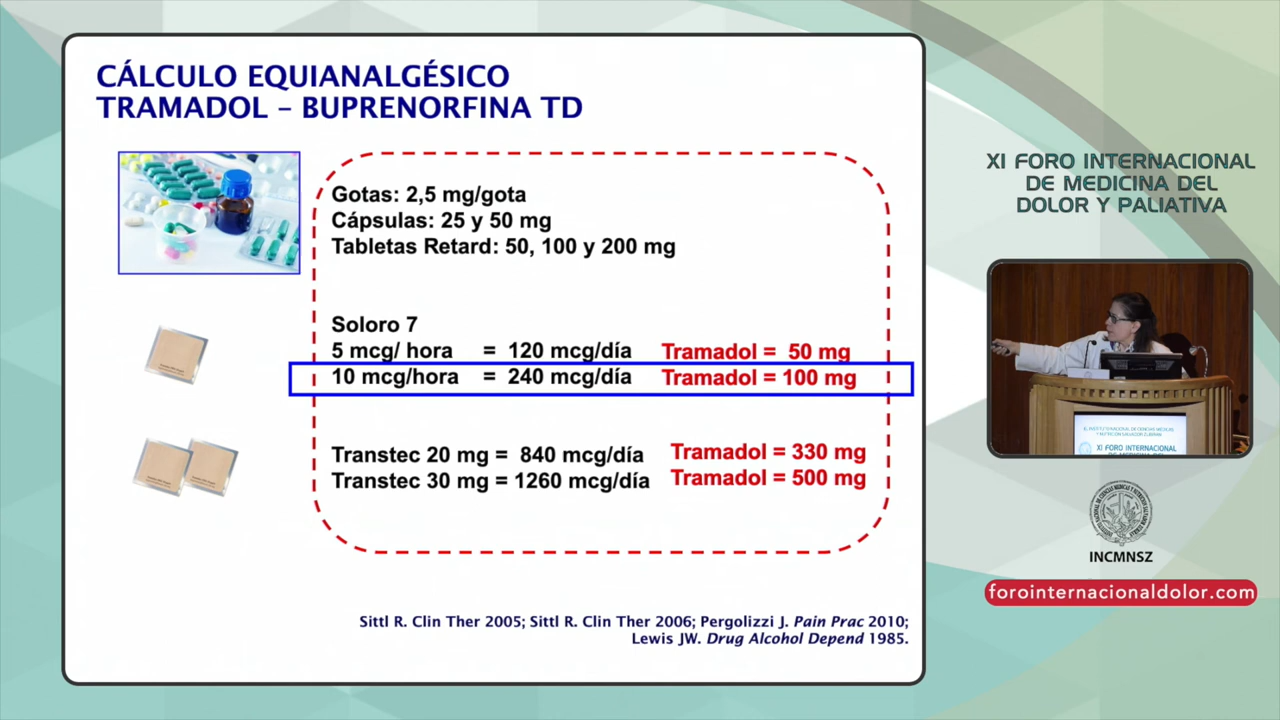 CÁLCULO EQUIANALGÉSICO
TRAMADOL – BUPRENORFINA TD
Gotas: 2,5 mg/gota
Cápsulas: 25 y 50 mg
Tabletas Retard: 50, 100 y 200 mg
Soloro 7
5 mcg/ hora = 120 mcg/día Tramadol = 50 mg
10 mcg/hora = 240 mcg/día Tramadol = 100 mg
Transtec 20 mg = 840 mcg/día Tramadol = 330 mg
Transtec 30 mg = 1260 mcg/día Tramadol = 500 mg
Sittl R. Clin Ther 2005; Sittl R. Clin Ther 2006; Pergolizzi J. Pain Prac 2010;
Lewis JW. Drug Alcohol Depend 1985.
XI FORO INTERNACIONAL
DE MEDICINA DEL
DOLOR Y PALIATIVA
XI FORO INTERNACIONAL
INCMNSZ
forointernacionaldolor.com